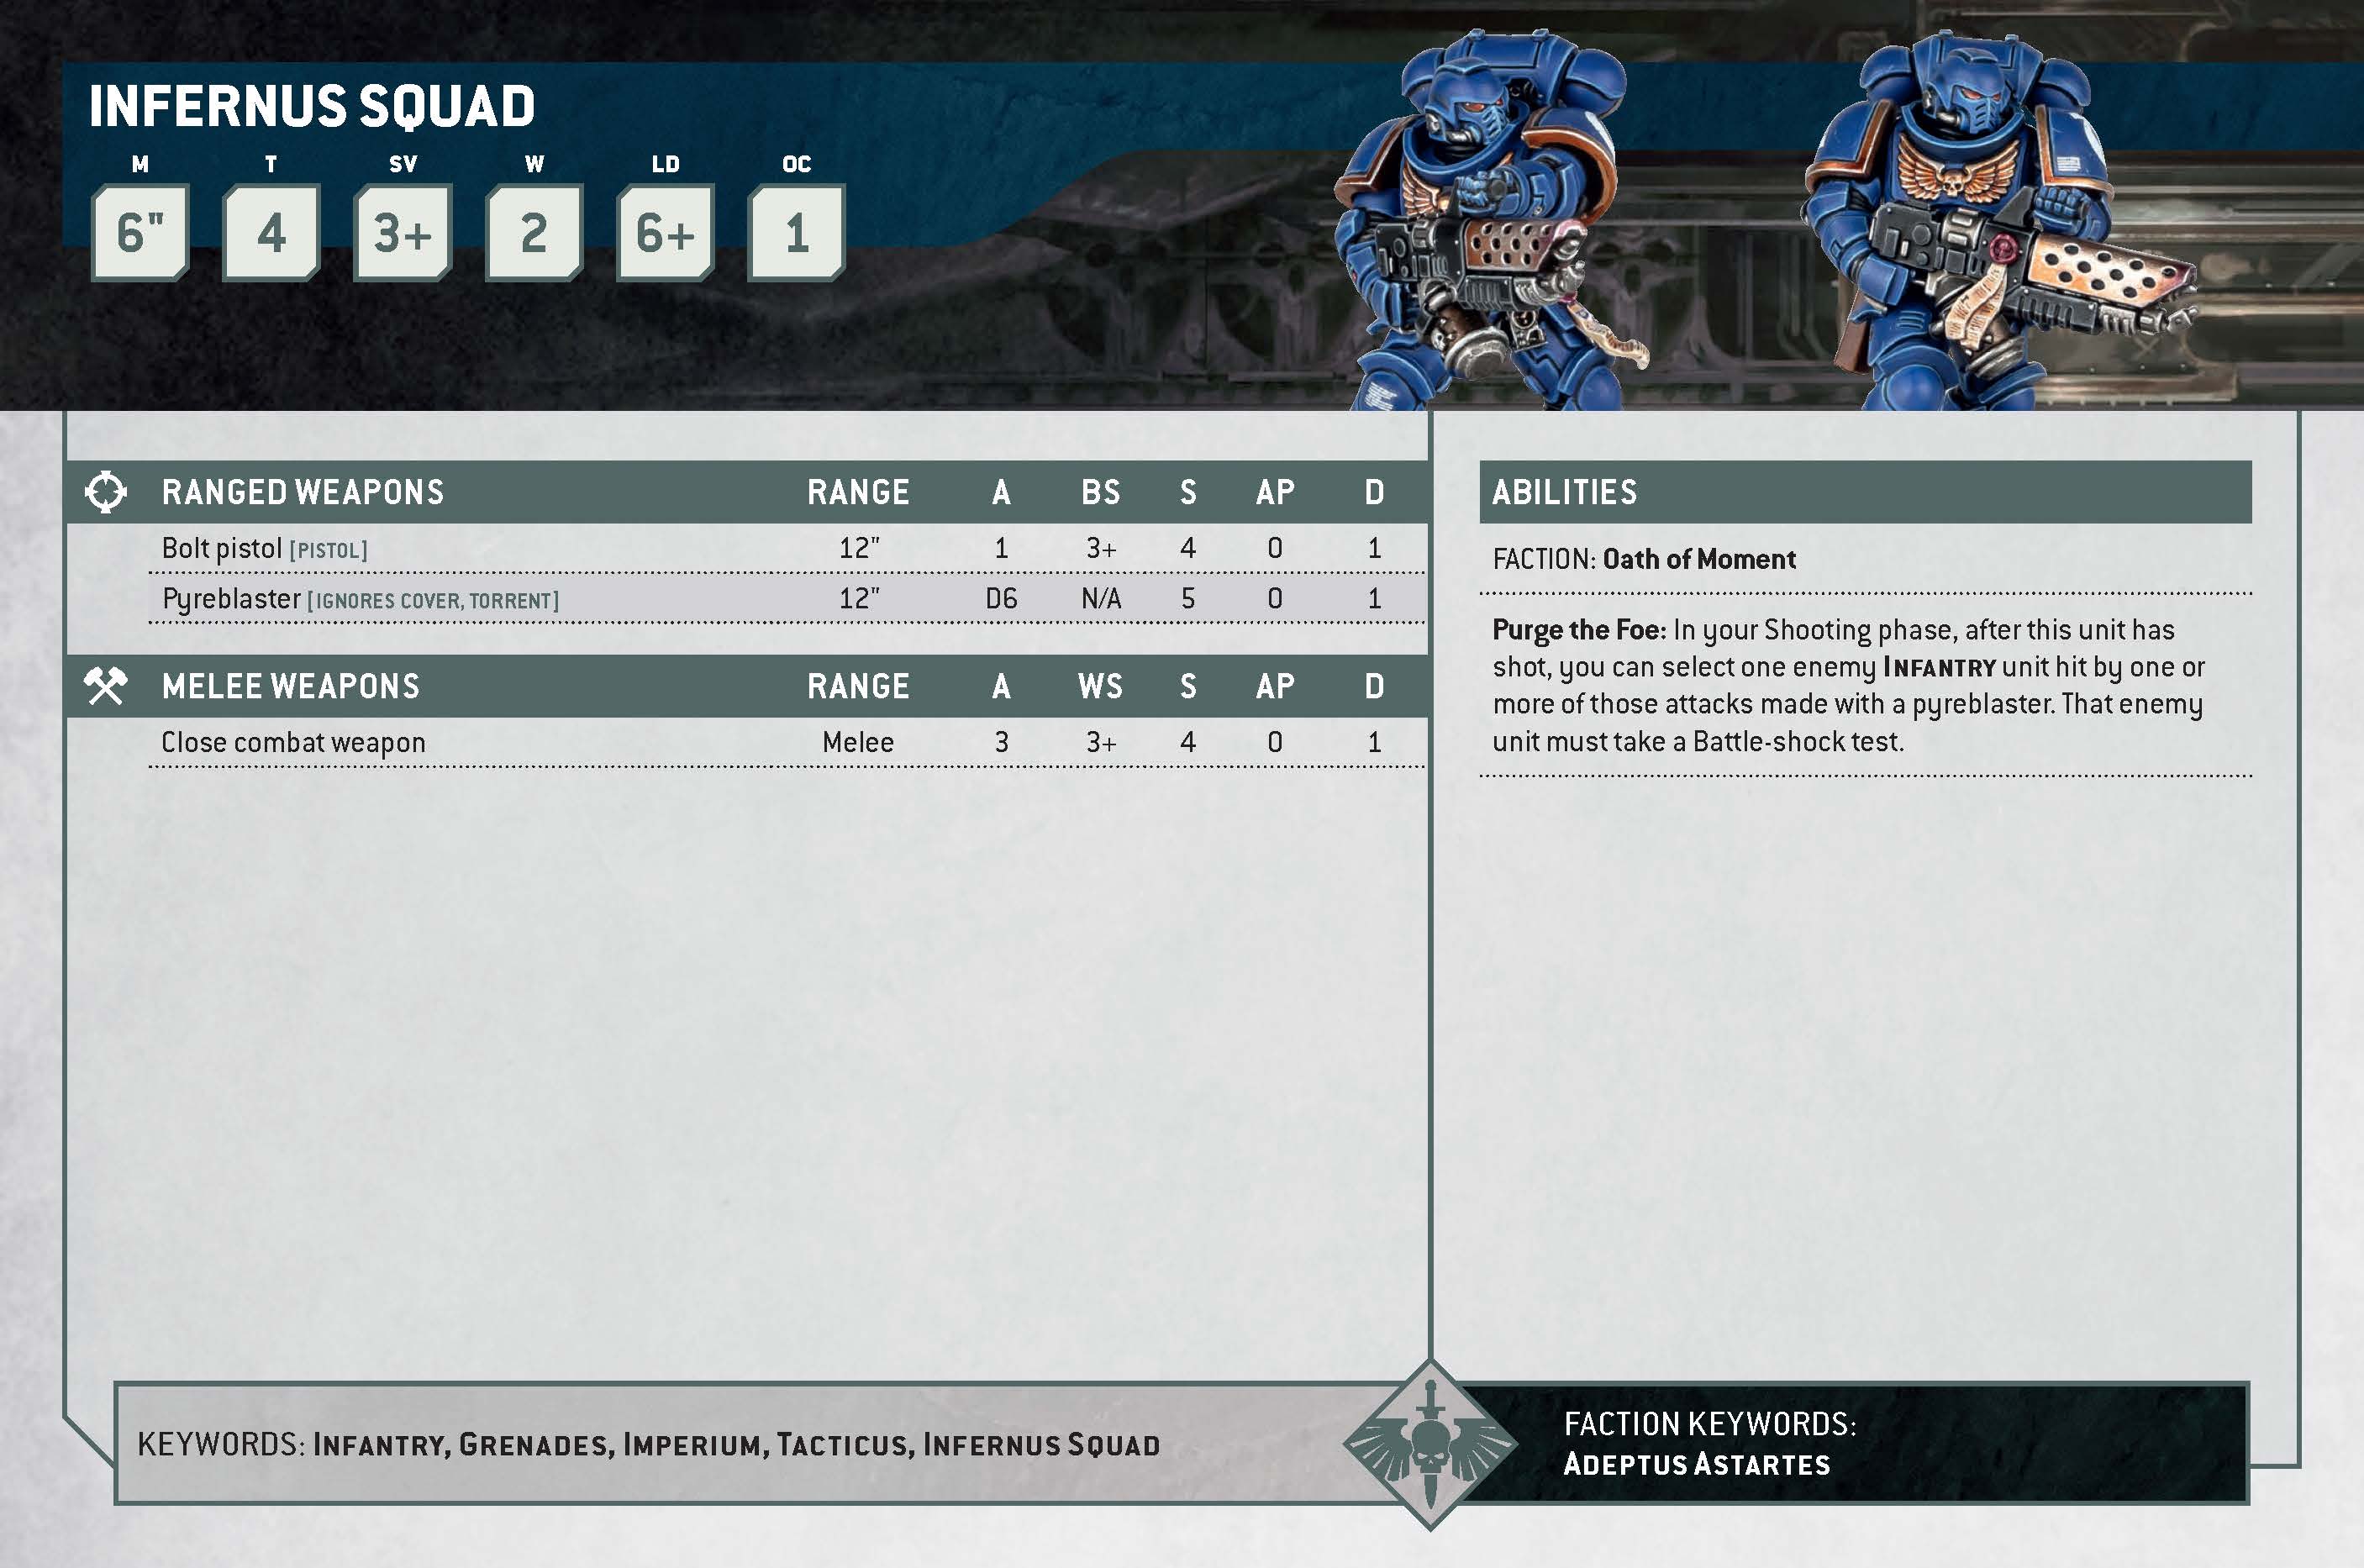 INFERNUS SQUAD
M T SV W LD OC
6" 4 3+ 2 6+ 1
RANGED WEAPONS RANGE A BS S AP D
Bolt pistol [PISTOL] 12" 1 3+ 4 0 1
Pyreblaster [IGNORES COVER, TORRENT] 12" D6 N/A 5 0 1
MELEE WEAPONS RANGE A WS S AP D
Close combat weapon Melee 3 3+ 4 0 1
ABILITIES
FACTION: Oath of Moment
Purge the Foe: In your Shooting phase, after this unit has
shot, you can select one enemy INFANTRY unit hit by one or
more of those attacks made with a pyreblaster. That enemy
unit must take a Battle-shock test.
KEYWORDS: INFANTRY, GRENADES, IMPERIUM, TACTICUS, INFERNUS SQUAD
FACTION KEYWORDS:
ADEPTUS ASTARTES